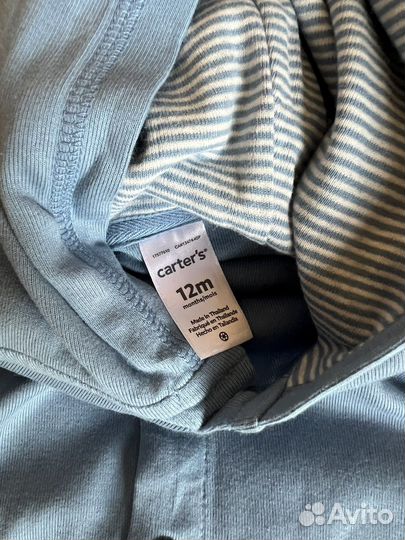 carter's®
12m
months/mois
Made in Thailand
Fabriqué en Thaïlande
Hecho en Tailandia
Avito